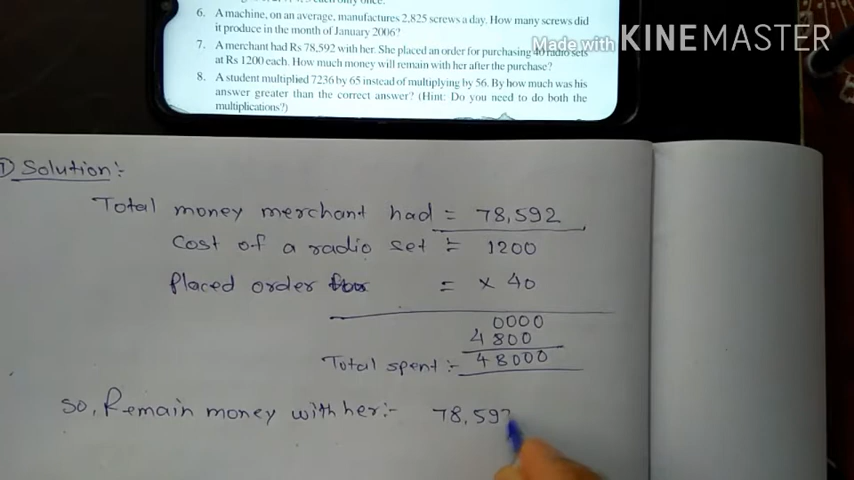 6. A machine, on an average, manufactures 2,825 screws a day. How many screws did
it produce in the month of January 2006?
7. A merchant had Rs 78,592 with her. She placed an order for purchasing 40 radio sets
at Rs 1200 each. How much money will remain with her after the purchase?
8. A student multiplied 7236 by 65 instead of multiplying by 56. By how much was his
answer greater than the correct answer? (Hint: Do you need to do both the
multiplications?)
Made with KINEMASTER
Solution:-
Total money merchant had = 78,592
Cost of a radio set = 1200
Placed order = × 40
0000
4800
Total spent:- 48000
So, Remain money with her:- 78,592